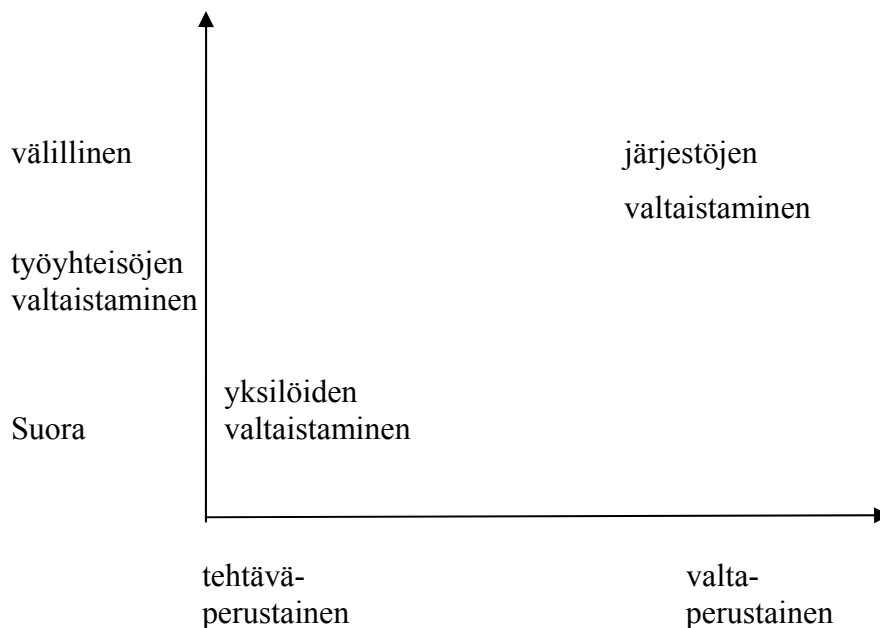 välillinen
järjestöjen
valtaistaminen
työyhteisöjen
valtaistaminen
yksilöiden
Suora
valtaistaminen
tehtävä-
perustainen
valta-
perustainen